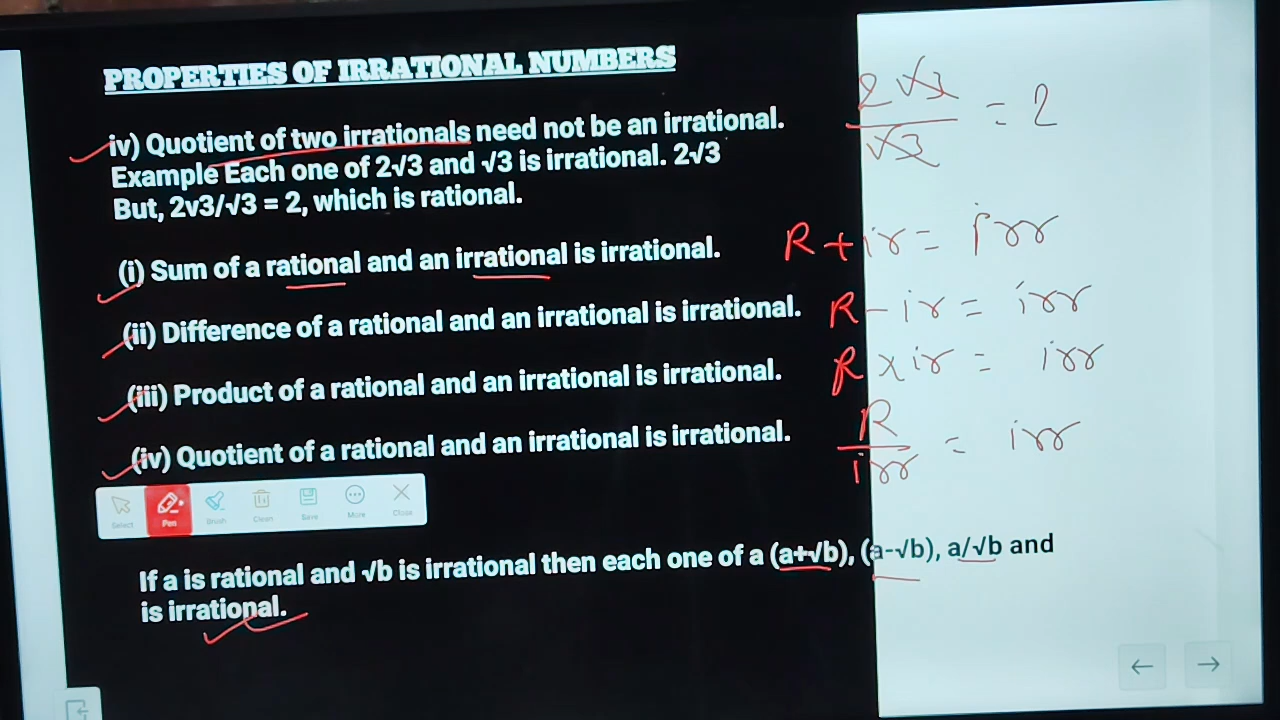 PROPERTIES OF IRRATIONAL NUMBERS
iv) Quotient of two irrationals need not be an irrational.
Example Each one of 2√3 and √3 is irrational. 2√3
But, 2v3/√3 = 2, which is rational.
2√3
√3
= 2
(i) Sum of a rational and an irrational is irrational.
R + ir = irr
(ii) Difference of a rational and an irrational is irrational.
R - ir = irr
(iii) Product of a rational and an irrational is irrational.
R x ir = irr
(iv) Quotient of a rational and an irrational is irrational.
R
irr
= irr
Select Pen Brush Clean Save More Close
If a is rational and √b is irrational then each one of a (a+√b), (a-√b), a/√b and
is irrational.